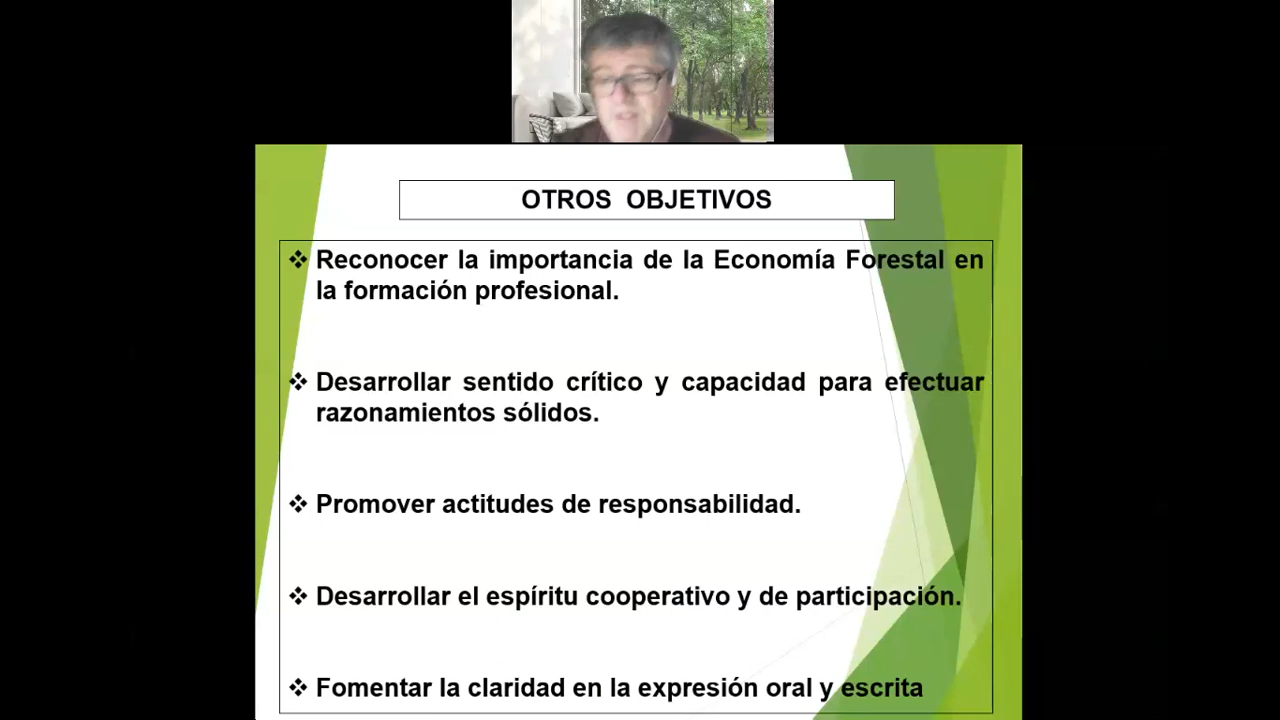 OTROS OBJETIVOS
❖ Reconocer la importancia de la Economía Forestal en
la formación profesional.
❖ Desarrollar sentido crítico y capacidad para efectuar
razonamientos sólidos.
❖ Promover actitudes de responsabilidad.
❖ Desarrollar el espíritu cooperativo y de participación.
❖ Fomentar la claridad en la expresión oral y escrita